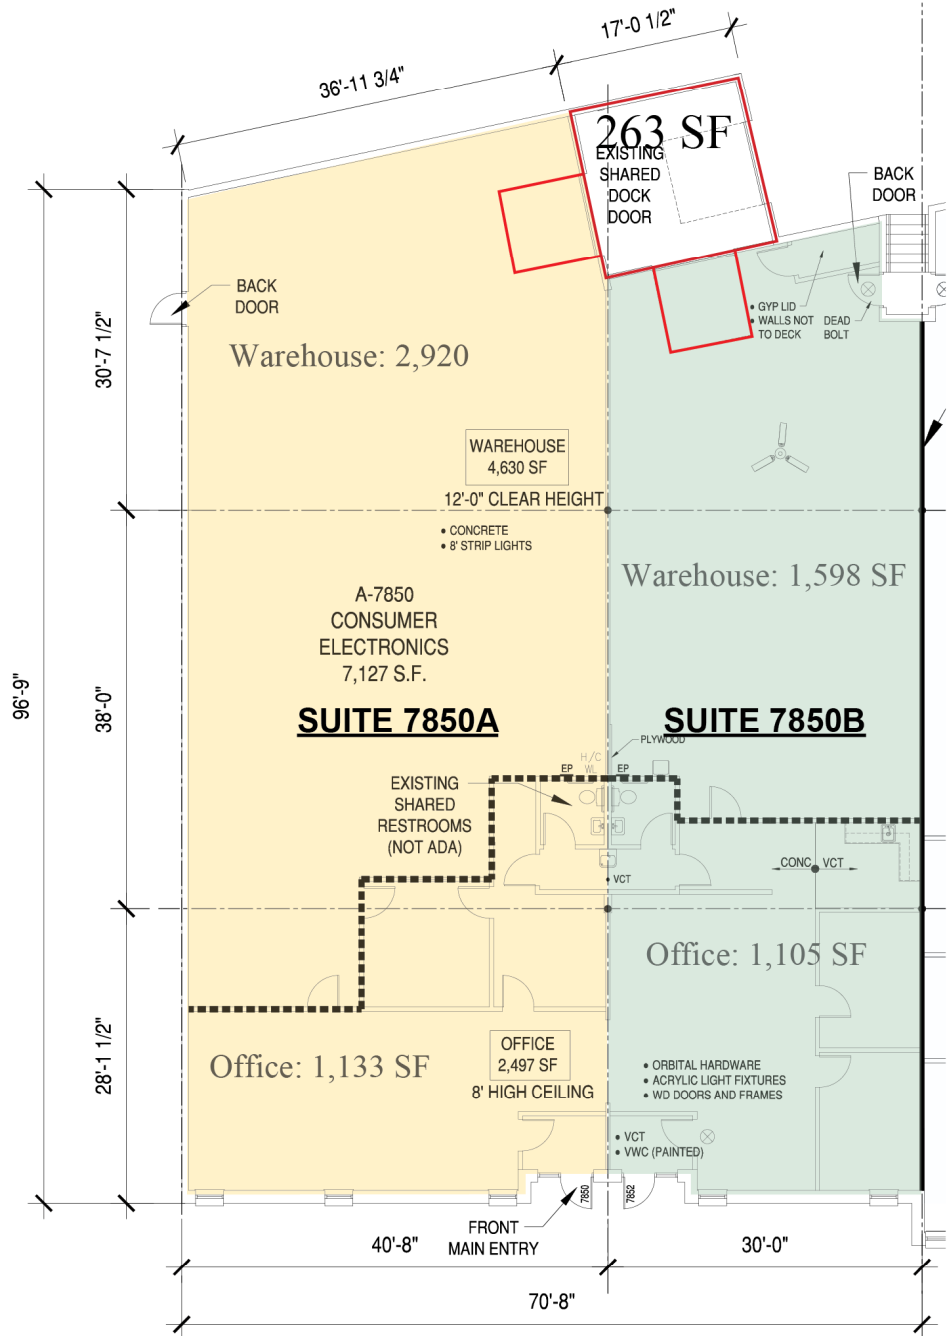 17'-0 1/2"
36'-11 3/4"
263 SF
EXISTING
SHARED
DOCK
DOOR
BACK
DOOR
BACK
DOOR
• GYP LID
• WALLS NOT
TO DECK
DEAD
BOLT
30'-7 1/2"
Warehouse: 2,920
WAREHOUSE
4,630 SF
12'-0" CLEAR HEIGHT
• CONCRETE
• 8' STRIP LIGHTS
Warehouse: 1,598 SF
A-7850
CONSUMER
ELECTRONICS
7,127 S.F.
96'-9"
38'-0"
SUITE 7850A
SUITE 7850B
PLYWOOD
H/C
WL
EP
EP
EXISTING
SHARED
RESTROOMS
(NOT ADA)
CONC
VCT
• VCT
Office: 1,105 SF
28'-1 1/2"
Office: 1,133 SF
OFFICE
2,497 SF
8' HIGH CEILING
• ORBITAL HARDWARE
• ACRYLIC LIGHT FIXTURES
• WD DOORS AND FRAMES
• VCT
• VWC (PAINTED)
7850
7852
FRONT
MAIN ENTRY
40'-8"
30'-0"
70'-8"